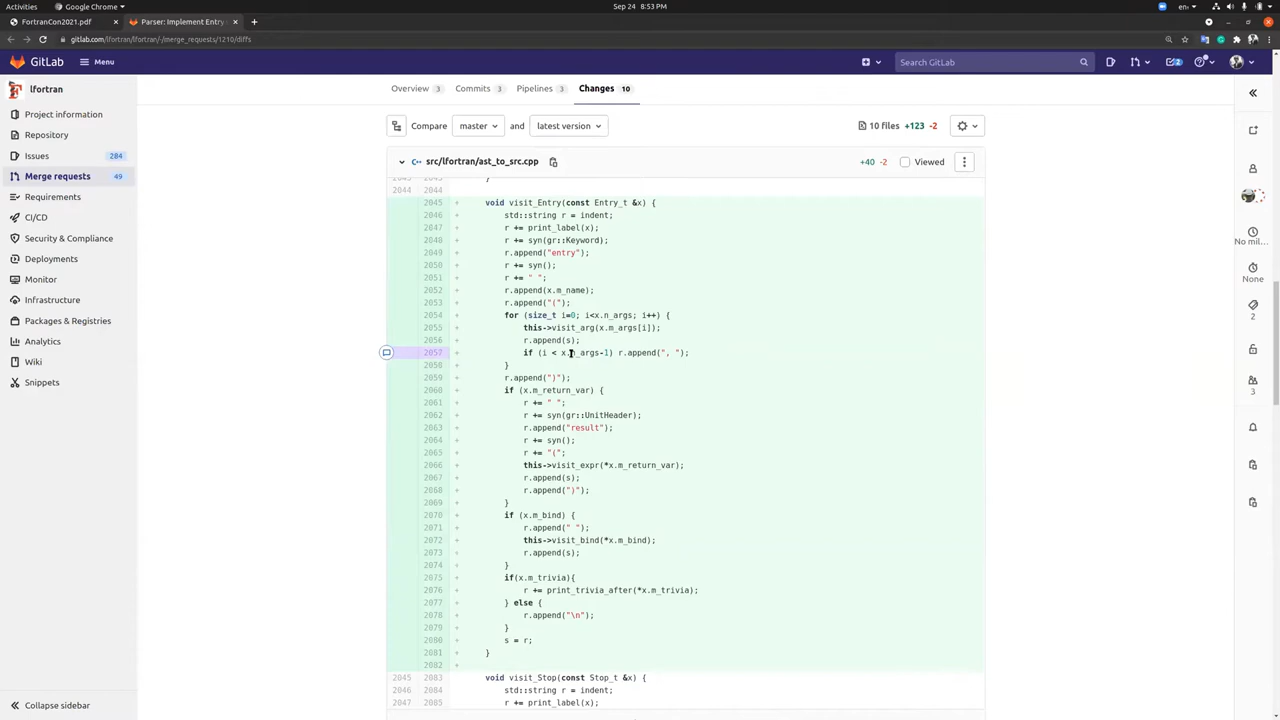 Activities
Google Chrome
Sep 24 8:53 PM
en
FortranCon2021.pdf
Parser: Implement Entry
gitlab.com/lfortran/lfortran/-/merge_requests/1210/diffs
GitLab
Menu
Search GitLab
2
lfortran
Project information
Repository
Issues 284
Merge requests 49
Requirements
CI/CD
Security & Compliance
Deployments
Monitor
Infrastructure
Packages & Registries
Analytics
Wiki
Snippets
Collapse sidebar
Overview 3 Commits 3 Pipelines 3 Changes 10
Compare master and latest version
10 files +123 -2
src/lfortran/ast_to_src.cpp
+40 -2 Viewed
2043 2043 }
2044 2044
2045 + void visit_Entry(const Entry_t &x) {
2046 + std::string r = indent;
2047 + r += print_label(x);
2048 + r += syn(gr::Keyword);
2049 + r.append("entry");
2050 + r += syn();
2051 + r += " ";
2052 + r.append(x.m_name);
2053 + r.append("(");
2054 + for (size_t i=0; i<x.n_args; i++) {
2055 + this->visit_arg(x.m_args[i]);
2056 + r.append(s);
2057 + if (i < x.n_args-1) r.append(", ");
2058 + }
2059 + r.append(")");
2060 + if (x.m_return_var) {
2061 + r += " ";
2062 + r += syn(gr::UnitHeader);
2063 + r.append("result");
2064 + r += syn();
2065 + r += "(";
2066 + this->visit_expr(*x.m_return_var);
2067 + r.append(s);
2068 + r.append(")");
2069 + }
2070 + if (x.m_bind) {
2071 + r.append(" ");
2072 + this->visit_bind(*x.m_bind);
2073 + r.append(s);
2074 + }
2075 + if(x.m_trivia){
2076 + r += print_trivia_after(*x.m_trivia);
2077 + } else {
2078 + r.append("\n");
2079 + }
2080 + s = r;
2081 + }
2082 +
2045 2083 void visit_Stop(const Stop_t &x) {
2046 2084 std::string r = indent;
2047 2085 r += print_label(x);
No mil...
None
2
3